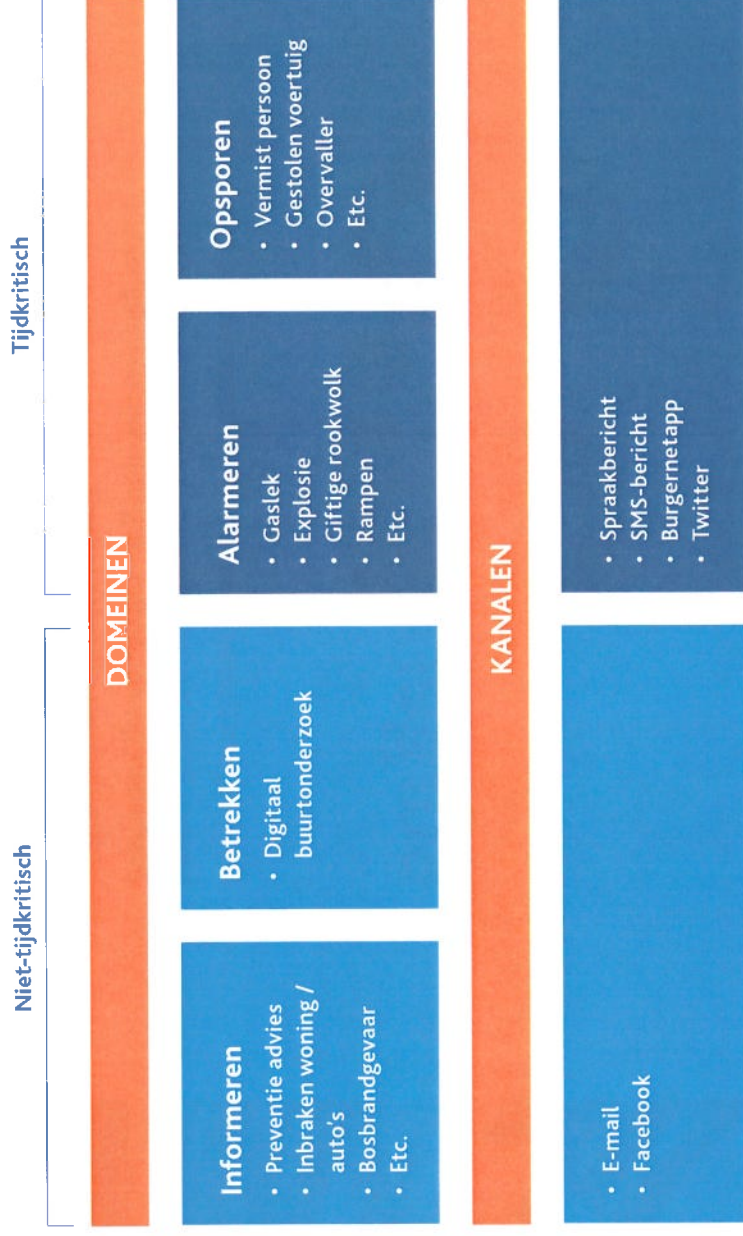 Niet-tijdkritisch
Tijdkritisch
DOMEINEN
Informeren
• Preventie advies
• Inbraken woning /
auto's
• Bosbrandgevaar
• Etc.
Betrekken
• Digitaal
buurtonderzoek
Alarmeren
• Gaslek
• Explosie
• Giftige rookwolk
• Rampen
• Etc.
Opsporen
• Vermist persoon
• Gestolen voertuig
• Overvaller
• Etc.
KANALEN
• E-mail
• Facebook
• Spraakbericht
• SMS-bericht
• Burgernetapp
• Twitter